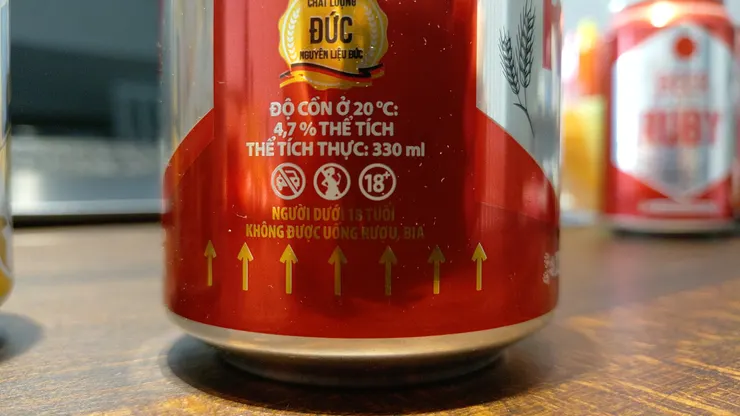 CHẤT LƯỢNG
ĐỨC
NGUYÊN LIỆU ĐỨC
ĐỘ CỒN Ở 20 °C:
4,7 % THỂ TÍCH
THỂ TÍCH THỰC: 330 ml
18+
NGƯỜI DƯỚI 18 TUỔI
KHÔNG ĐƯỢC UỐNG RƯỢU, BIA
RUBY